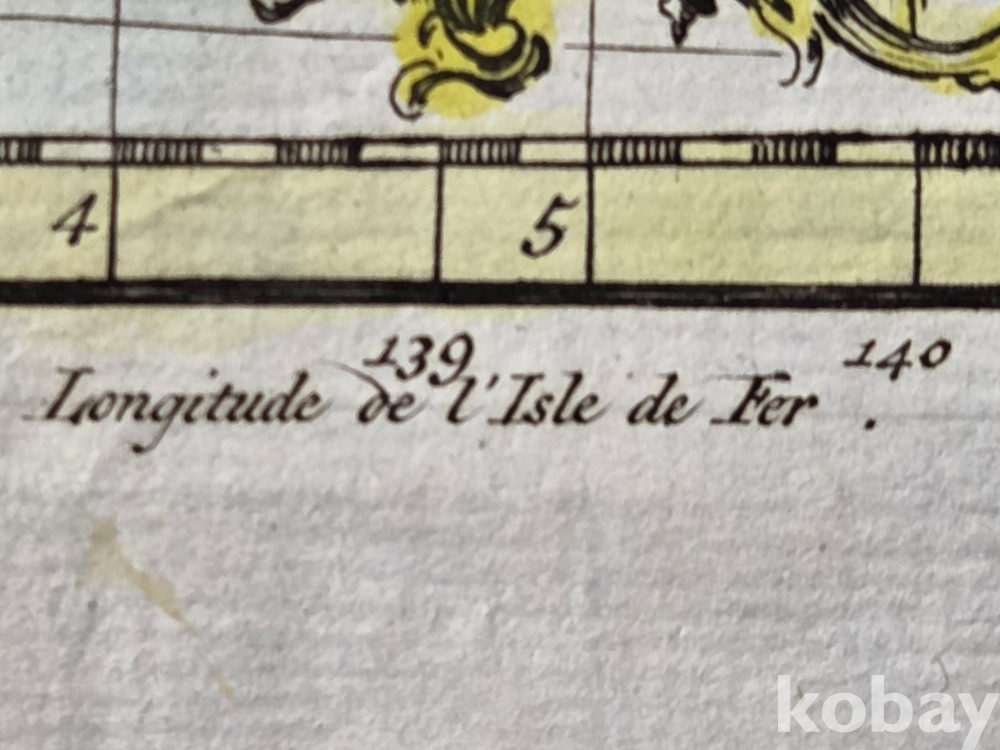 4 5
139 140
Longitude de l'Isle de Fer .
kobay